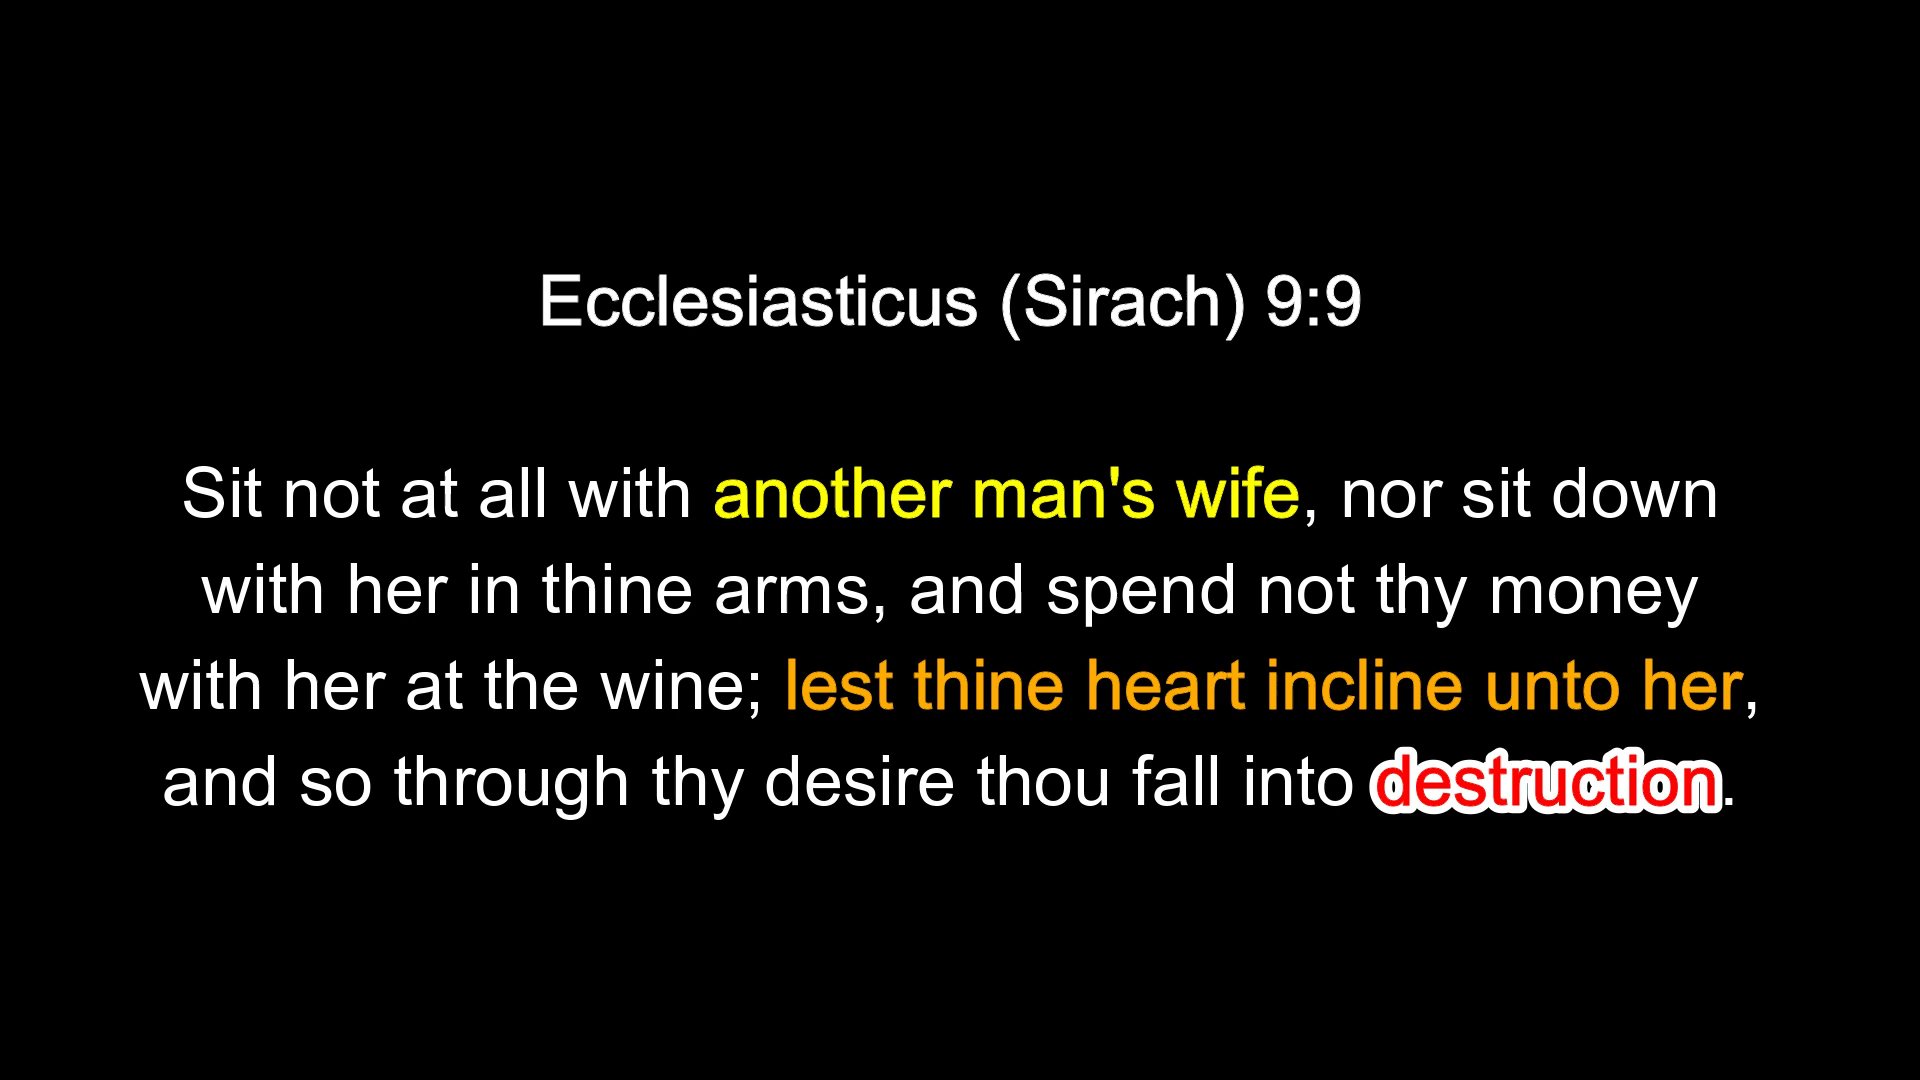 Ecclesiasticus (Sirach) 9:9
Sit not at all with another man's wife, nor sit down
with her in thine arms, and spend not thy money
with her at the wine; lest thine heart incline unto her,
and so through thy desire thou fall into destruction.